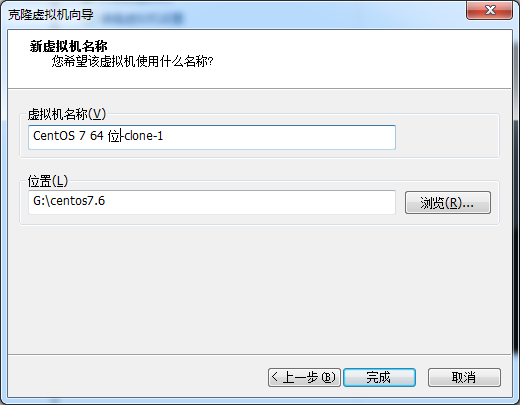 克隆虚拟机向导
新虚拟机名称
您希望该虚拟机使用什么名称?
虚拟机名称(V)
CentOS 7 64 位-clone-1
位置(L)
G:\centos7.6
浏览(R)...
< 上一步(B)
完成
取消